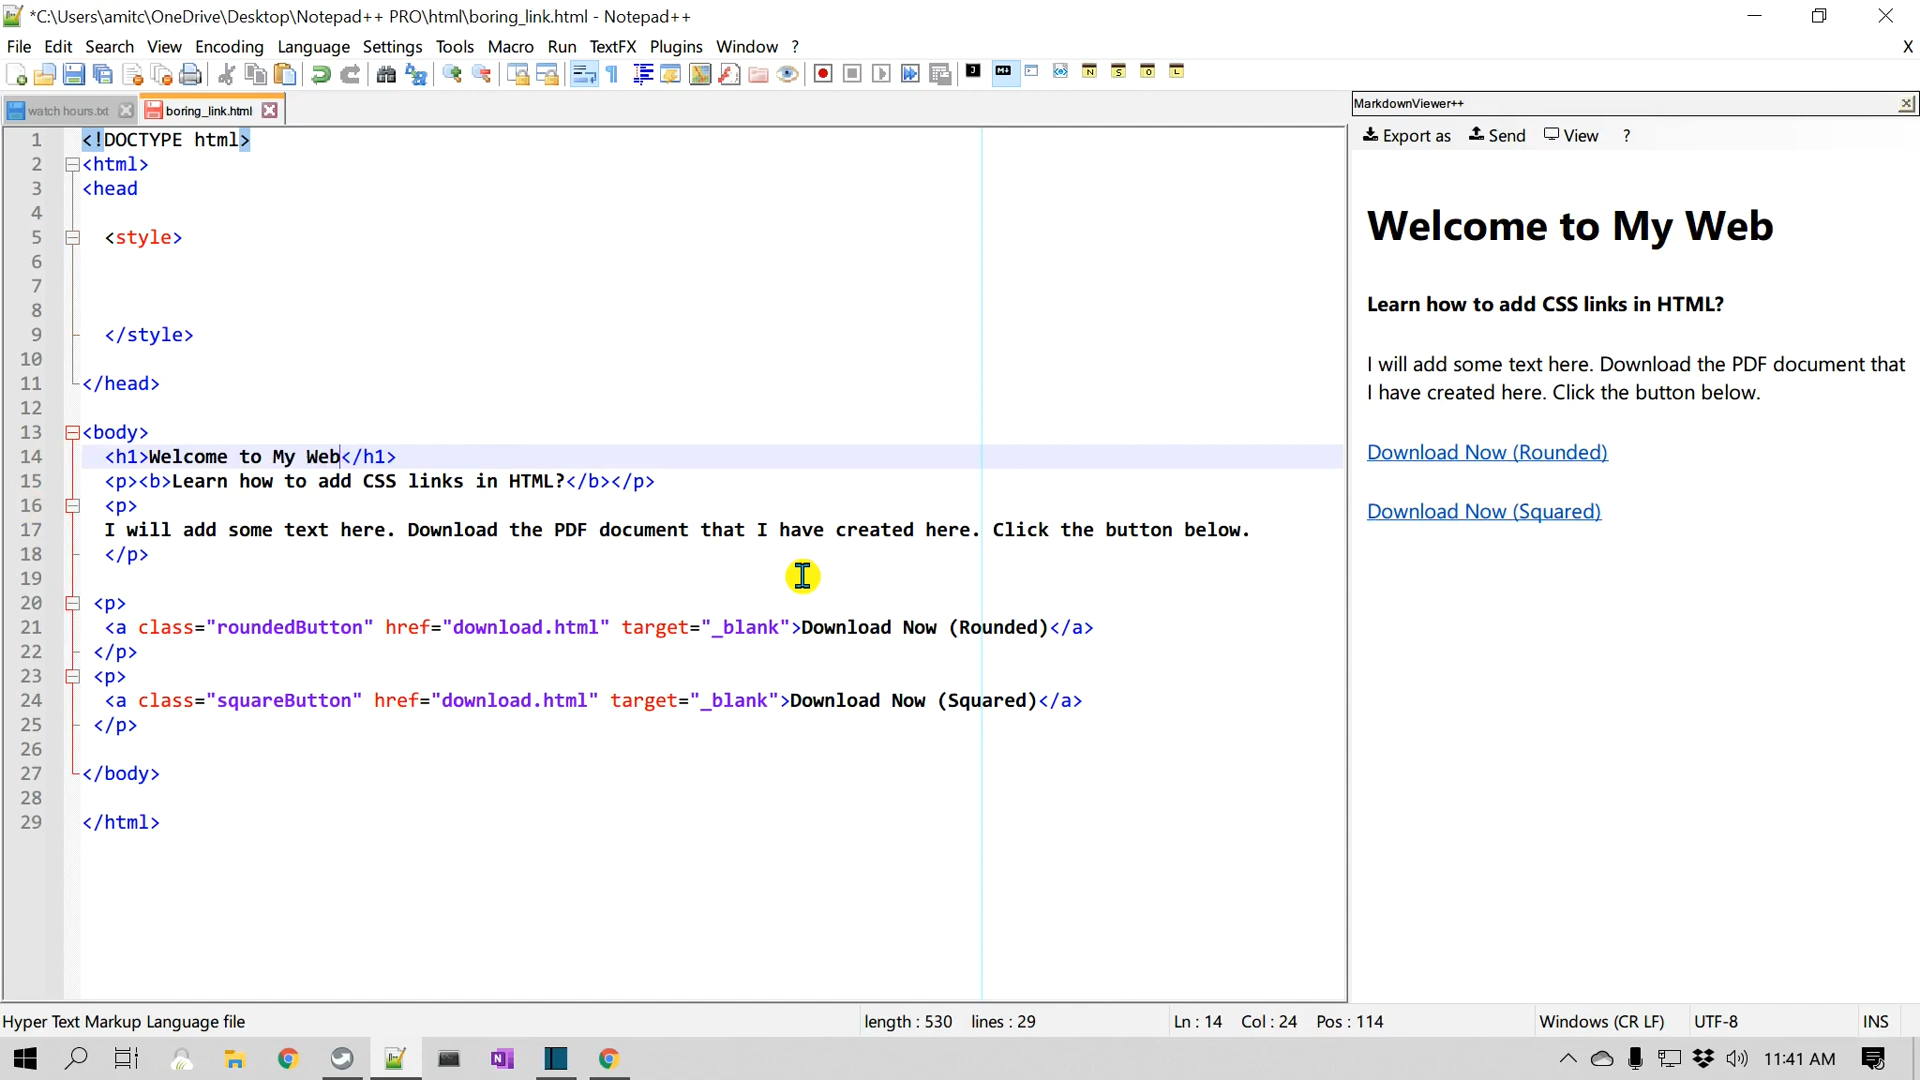 *C:\Users\amitc\OneDrive\Desktop\Notepad++ PRO\html\boring_link.html - Notepad++
File Edit Search View Encoding Language Settings Tools Macro Run TextFX Plugins Window ? X
watch hours.txt boring_link.html
MarkdownViewer++
Export as Send View ?
1 <!DOCTYPE html>
2 <html>
3 <head
4
5 <style>
6
7
8
9 </style>
10
11 </head>
12
13 <body>
14 <h1>Welcome to My Web</h1>
15 <p><b>Learn how to add CSS links in HTML?</b></p>
16 <p>
17 I will add some text here. Download the PDF document that I have created here. Click the button below.
18 </p>
19
20 <p>
21 <a class="roundedButton" href="download.html" target="_blank">Download Now (Rounded)</a>
22 </p>
23 <p>
24 <a class="squareButton" href="download.html" target="_blank">Download Now (Squared)</a>
25 </p>
26
27 </body>
28
29 </html>
Welcome to My Web
Learn how to add CSS links in HTML?
I will add some text here. Download the PDF document that
I have created here. Click the button below.
Download Now (Rounded)
Download Now (Squared)
Hyper Text Markup Language file length : 530 lines : 29 Ln : 14 Col : 24 Pos : 114 Windows (CR LF) UTF-8 INS
11:41 AM